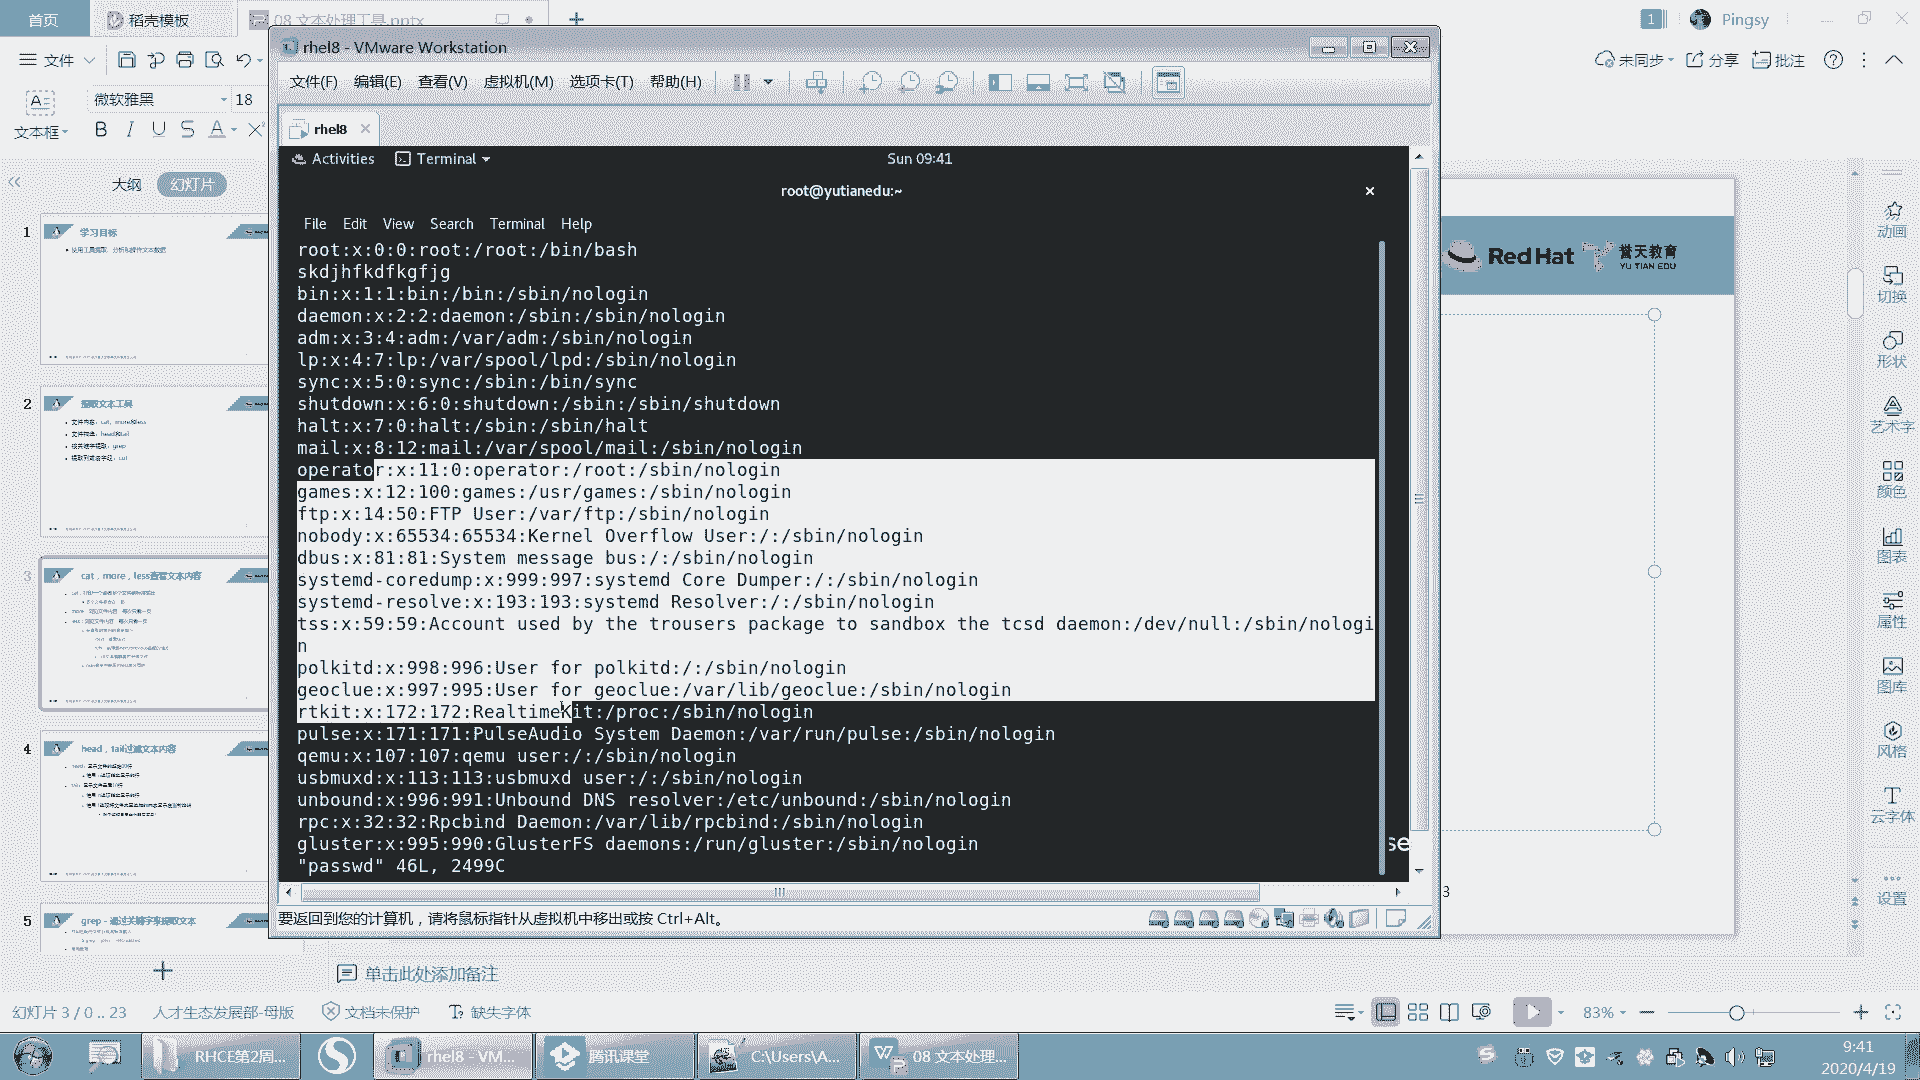 首页
稻壳模板
08 文本处理工具.pptx
1
Pingsy
文件
未同步
分享
批注
微软雅黑
18
文本框
B I U S A X
大纲
幻灯片
1
学习目标
2
提取文本工具
3
cat,more,less查看文本内容
4
head,tail过滤文本内容
5
grep - 通过关键字来提取文本
rhel8 - VMware Workstation
文件(F) 编辑(E) 查看(V) 虚拟机(M) 选项卡(T) 帮助(H)
rhel8
Activities
Terminal
Sun 09:41
root@yutianedu:~
File Edit View Search Terminal Help
root:x:0:0:root:/root:/bin/bash
skdjhfkdfkgfjg
bin:x:1:1:bin:/bin:/sbin/nologin
daemon:x:2:2:daemon:/sbin:/sbin/nologin
adm:x:3:4:adm:/var/adm:/sbin/nologin
lp:x:4:7:lp:/var/spool/lpd:/sbin/nologin
sync:x:5:0:sync:/sbin:/bin/sync
shutdown:x:6:0:shutdown:/sbin:/sbin/shutdown
halt:x:7:0:halt:/sbin:/sbin/halt
mail:x:8:12:mail:/var/spool/mail:/sbin/nologin
operator:x:11:0:operator:/root:/sbin/nologin
games:x:12:100:games:/usr/games:/sbin/nologin
ftp:x:14:50:FTP User:/var/ftp:/sbin/nologin
nobody:x:65534:65534:Kernel Overflow User:/:/sbin/nologin
dbus:x:81:81:System message bus:/:/sbin/nologin
systemd-coredump:x:999:997:systemd Core Dumper:/:/sbin/nologin
systemd-resolve:x:193:193:systemd Resolver:/:/sbin/nologin
tss:x:59:59:Account used by the trousers package to sandbox the tcsd daemon:/dev/null:/sbin/nologi
n
polkitd:x:998:996:User for polkitd:/:/sbin/nologin
geoclue:x:997:995:User for geoclue:/var/lib/geoclue:/sbin/nologin
rtkit:x:172:172:RealtimeKit:/proc:/sbin/nologin
pulse:x:171:171:PulseAudio System Daemon:/var/run/pulse:/sbin/nologin
qemu:x:107:107:qemu user:/:/sbin/nologin
usbmuxd:x:113:113:usbmuxd user:/:/sbin/nologin
unbound:x:996:991:Unbound DNS resolver:/etc/unbound:/sbin/nologin
rpc:x:32:32:Rpcbind Daemon:/var/lib/rpcbind:/sbin/nologin
gluster:x:995:990:GlusterFS daemons:/run/gluster:/sbin/nologin
"passwd" 46L, 2499C
se
要返回到您的计算机，请将鼠标指针从虚拟机中移出或按 Ctrl+Alt。
Red Hat
誉天教育
YU TIAN EDU
3
动画
切换
形状
艺术字
颜色
图表
属性
图库
风格
云字体
设置
单击此处添加备注
幻灯片 3 / 0 .. 23
人才生态发展部-母版
文档未保护
缺失字体
83%
RHCE第2周...
rhel8 - VM...
腾讯课堂
C:\Users\A...
08 文本处理...
9:41
2020/4/19